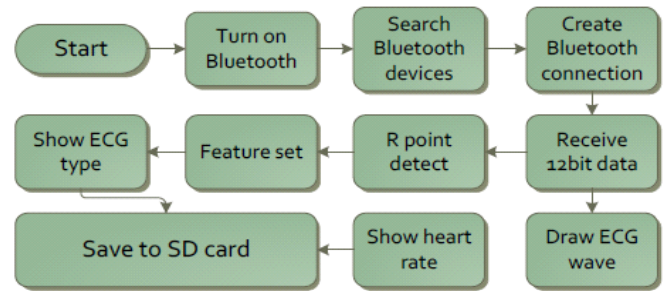 Start
Turn on
Bluetooth
Search
Bluetooth
devices
Create
Bluetooth
connection
Show ECG
type
Feature set
R point
detect
Receive
12bit data
Save to SD card
Show heart
rate
Draw ECG
wave